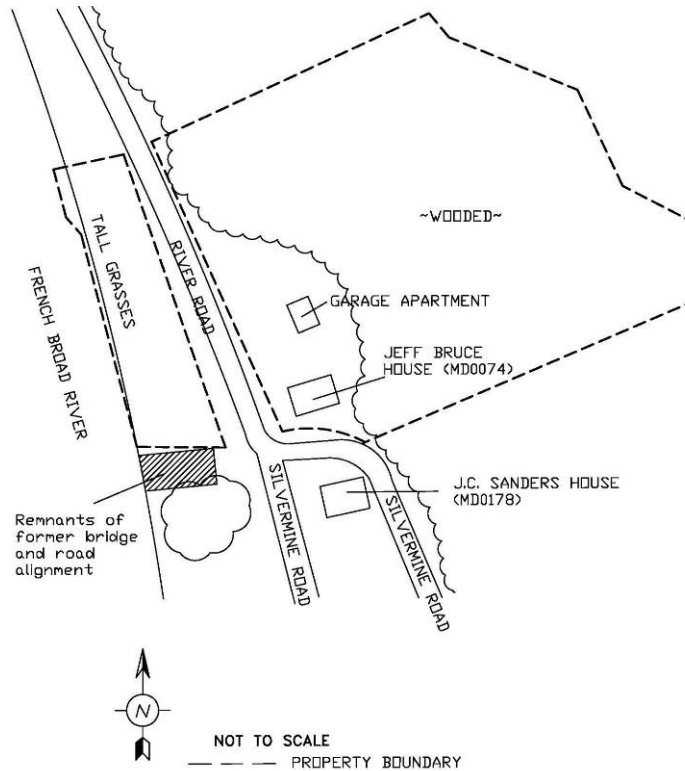 ~WOODED~
TALL GRASSES
RIVER ROAD
FRENCH BROAD RIVER
GARAGE APARTMENT
JEFF BRUCE
HOUSE (MD0074)
J.C. SANDERS HOUSE
(MD0178)
SILVERMINE ROAD
SILVERMINE ROAD
Remnants of
former bridge
and road
alignment
N
NOT TO SCALE
PROPERTY BOUNDARY